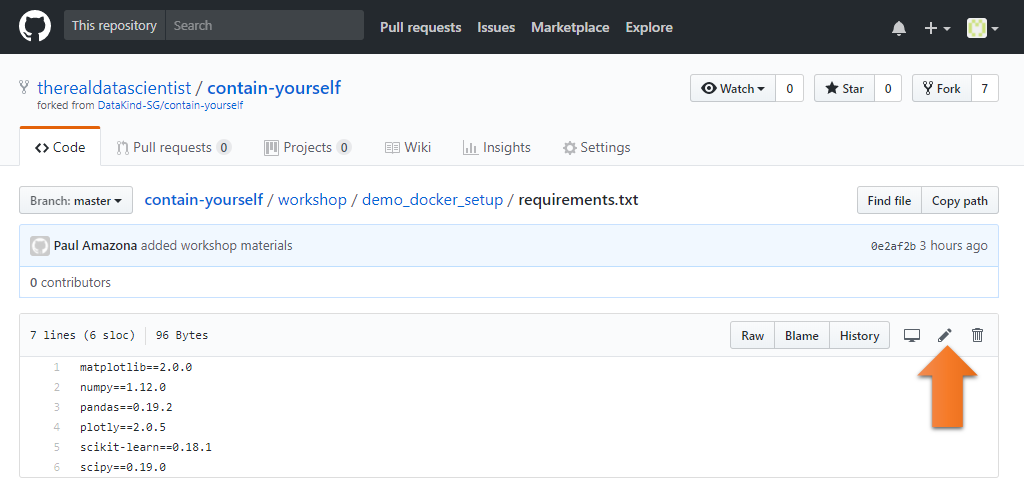 This repository Search Pull requests Issues Marketplace Explore
therealdatascientist / contain-yourself Watch 0 Star 0 Fork 7
forked from DataKind-SG/contain-yourself
Code Pull requests 0 Projects 0 Wiki Insights Settings
Branch: master contain-yourself / workshop / demo_docker_setup / requirements.txt Find file Copy path
Paul Amazona added workshop materials 0e2af2b 3 hours ago
0 contributors
7 lines (6 sloc) 96 Bytes Raw Blame History
1 matplotlib==2.0.0
2 numpy==1.12.0
3 pandas==0.19.2
4 plotly==2.0.5
5 scikit-learn==0.18.1
6 scipy==0.19.0